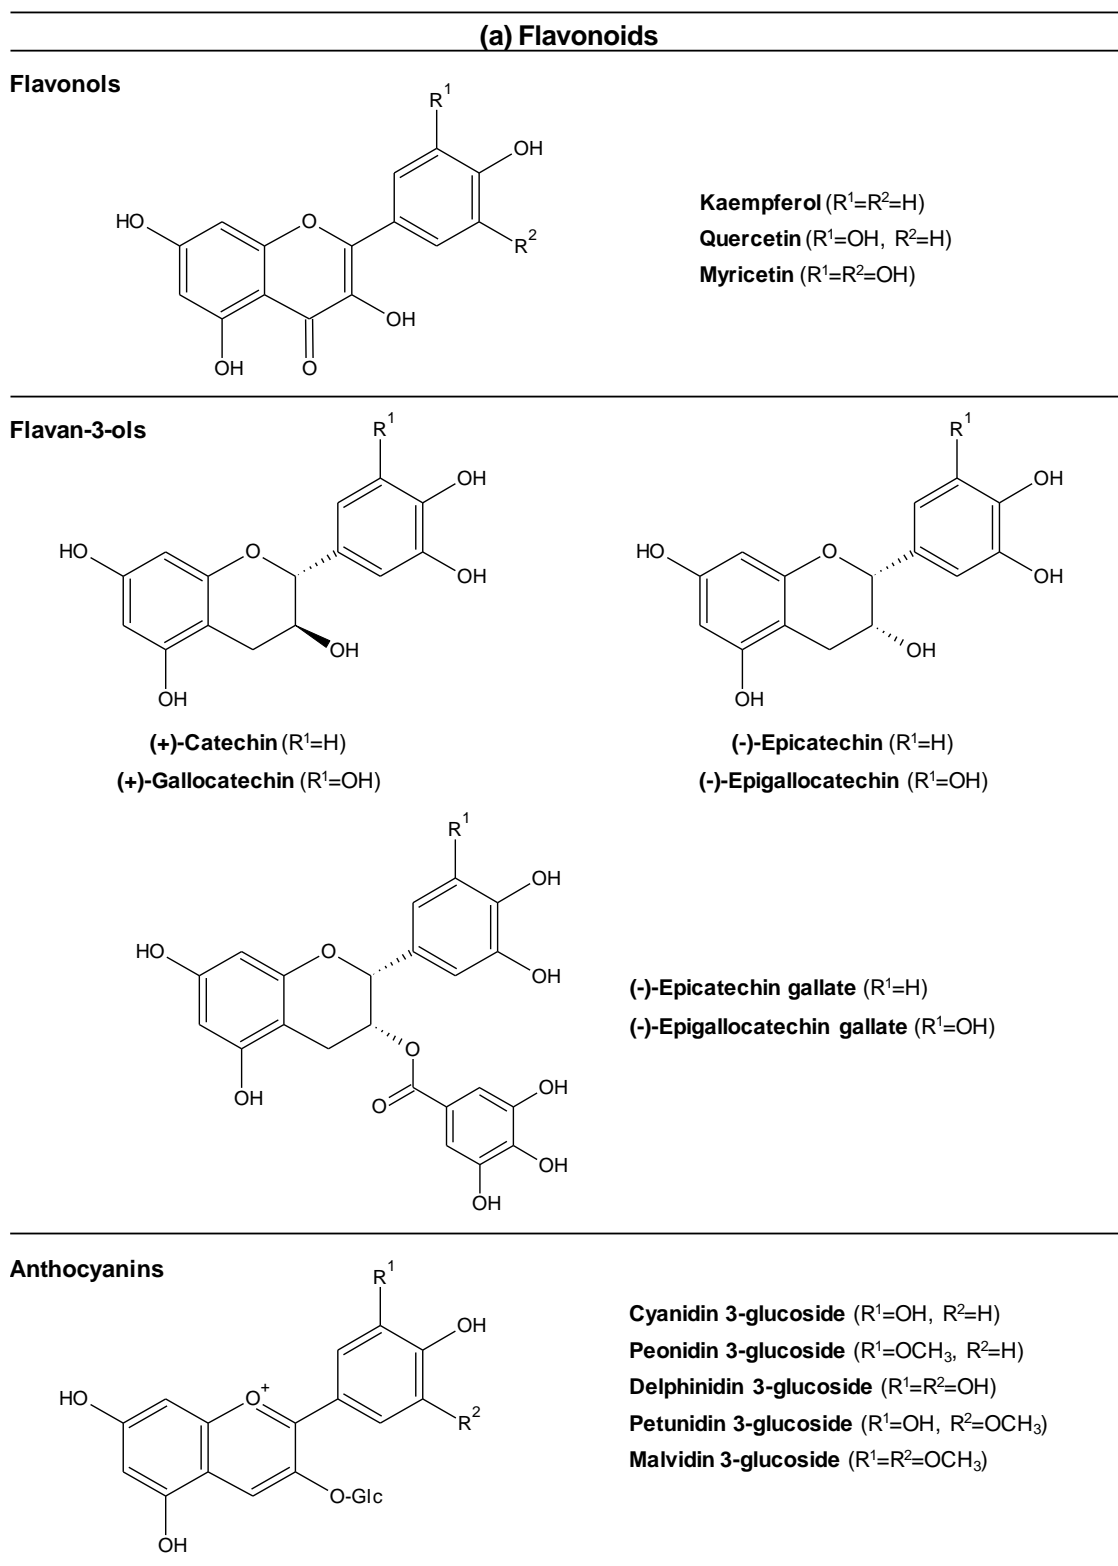 (a) Flavonoids
Flavonols
R¹
OH
HO
O
R²
OH
OH
O
Kaempferol (R¹=R²=H)
Quercetin (R¹=OH, R²=H)
Myricetin (R¹=R²=OH)
Flavan-3-ols
R¹
OH
HO
O
OH
OH
OH
(+)-Catechin (R¹=H)
(+)-Gallocatechin (R¹=OH)
R¹
OH
HO
O
OH
OH
OH
(-)-Epicatechin (R¹=H)
(-)-Epigallocatechin (R¹=OH)
R¹
OH
HO
O
OH
O
OH
O
OH
OH
OH
(-)-Epicatechin gallate (R¹=H)
(-)-Epigallocatechin gallate (R¹=OH)
Anthocyanins
R¹
OH
HO
O⁺
R²
O-Glc
OH
Cyanidin 3-glucoside (R¹=OH, R²=H)
Peonidin 3-glucoside (R¹=OCH₃, R²=H)
Delphinidin 3-glucoside (R¹=R²=OH)
Petunidin 3-glucoside (R¹=OH, R²=OCH₃)
Malvidin 3-glucoside (R¹=R²=OCH₃)